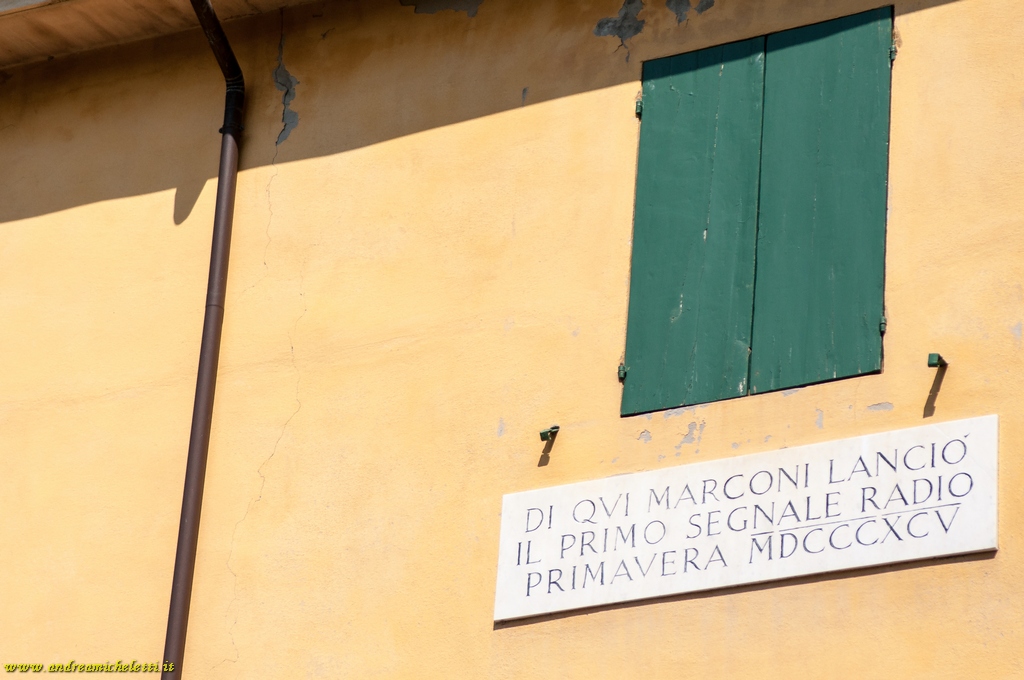 DI QVI MARCONI LANCIÓ
IL PRIMO SEGNALE RADIO
PRIMAVERA MDCCCXCV
www.andreamicheletti.it